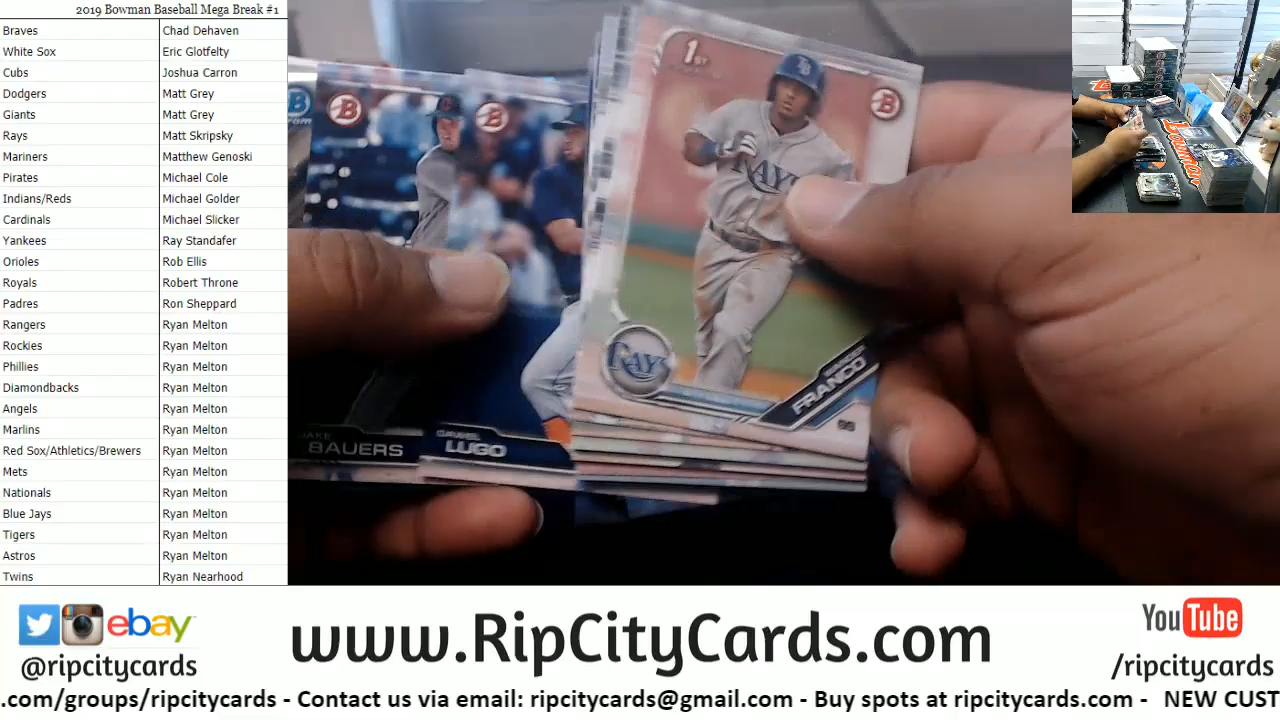 2019 Bowman Baseball Mega Break #1
Braves Chad Dehaven
White Sox Eric Glotfelty
Cubs Joshua Carron
Dodgers Matt Grey
Giants Matt Grey
Rays Matt Skripsky
Mariners Matthew Genoski
Pirates Michael Cole
Indians/Reds Michael Golder
Cardinals Michael Slicker
Yankees Ray Standafer
Orioles Rob Ellis
Royals Robert Throne
Padres Ron Sheppard
Rangers Ryan Melton
Rockies Ryan Melton
Phillies Ryan Melton
Diamondbacks Ryan Melton
Angels Ryan Melton
Marlins Ryan Melton
Red Sox/Athletics/Brewers Ryan Melton
Mets Ryan Melton
Nationals Ryan Melton
Blue Jays Ryan Melton
Tigers Ryan Melton
Astros Ryan Melton
Twins Ryan Nearhood
1st
B
B
B
TB
RAYS
RAYS
FRANCO
BAUERS
LUGO
ebay
@ripcitycards
www.RipCityCards.com
YouTube
/ripcitycards
.com/groups/ripcitycards - Contact us via email: ripcitycards@gmail.com - Buy spots at ripcitycards.com - NEW CUST